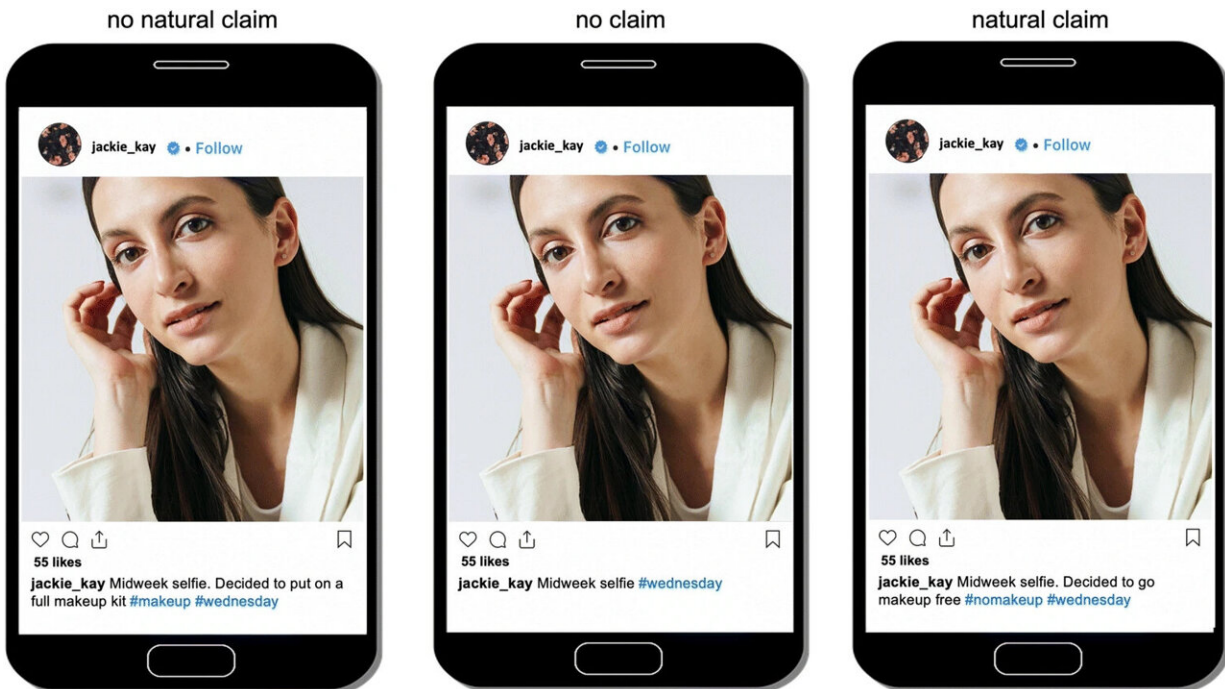 no natural claim
jackie_kay • Follow
55 likes
jackie_kay Midweek selfie. Decided to put on a
full makeup kit #makeup #wednesday
no claim
jackie_kay • Follow
55 likes
jackie_kay Midweek selfie #wednesday
natural claim
jackie_kay • Follow
55 likes
jackie_kay Midweek selfie. Decided to go
makeup free #nomakeup #wednesday